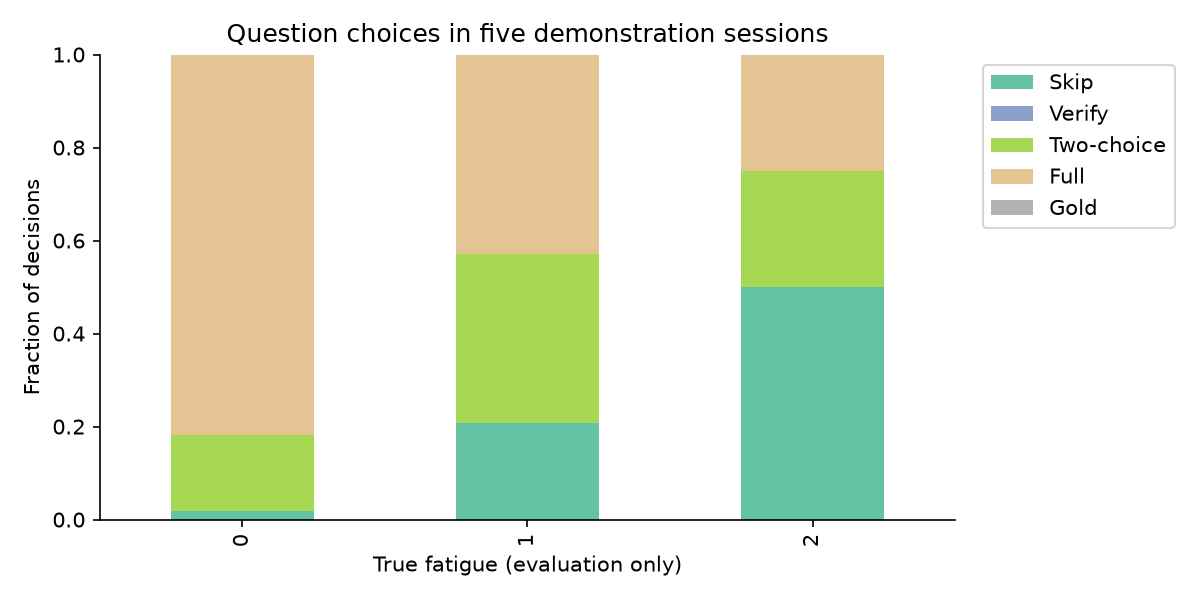 Question choices in five demonstration sessions
1.0
0.8
0.6
0.4
0.2
0.0
Fraction of decisions
0
1
2
True fatigue (evaluation only)
Skip
Verify
Two-choice
Full
Gold